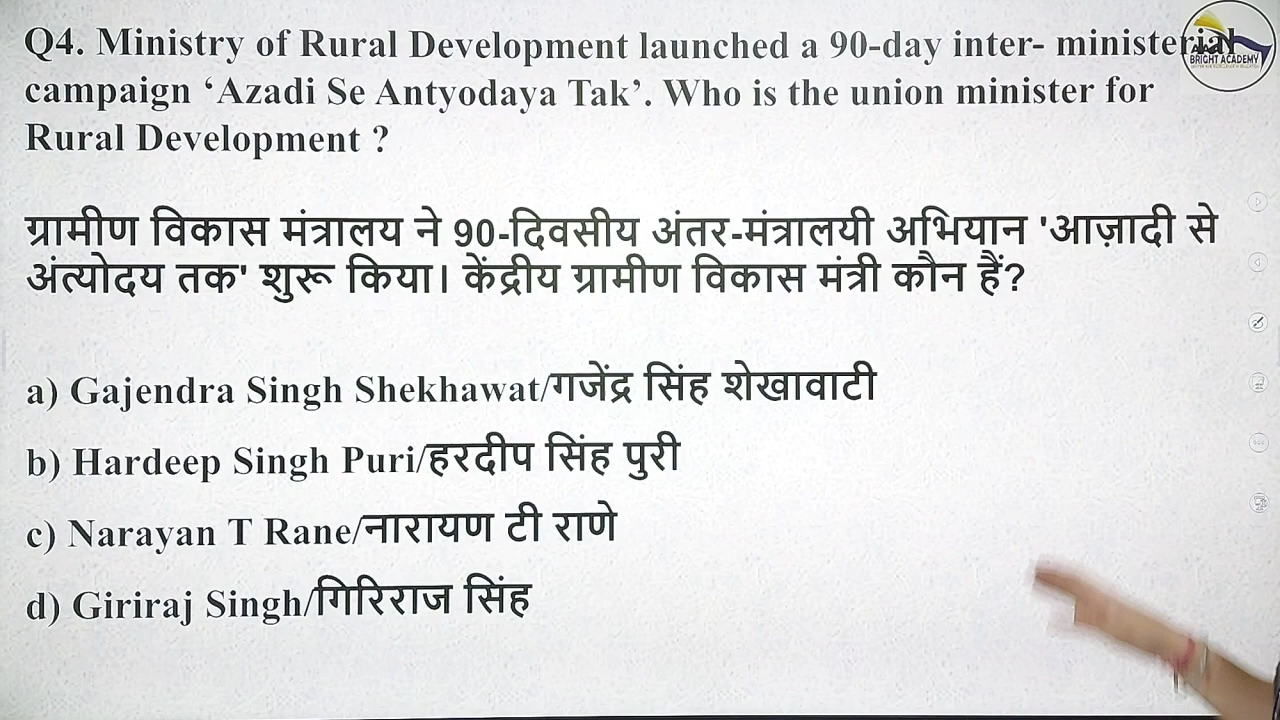 Q4. Ministry of Rural Development launched a 90-day inter- ministerial
campaign ‘Azadi Se Antyodaya Tak’. Who is the union minister for
Rural Development ?
ग्रामीण विकास मंत्रालय ने 90-दिवसीय अंतर-मंत्रालयी अभियान 'आज़ादी से
अंत्योदय तक' शुरू किया। केंद्रीय ग्रामीण विकास मंत्री कौन हैं?
a) Gajendra Singh Shekhawat/गजेंद्र सिंह शेखावाटी
b) Hardeep Singh Puri/हरदीप सिंह पुरी
c) Narayan T Rane/नारायण टी राणे
d) Giriraj Singh/गिरिराज सिंह
BRIGHT ACADEMY